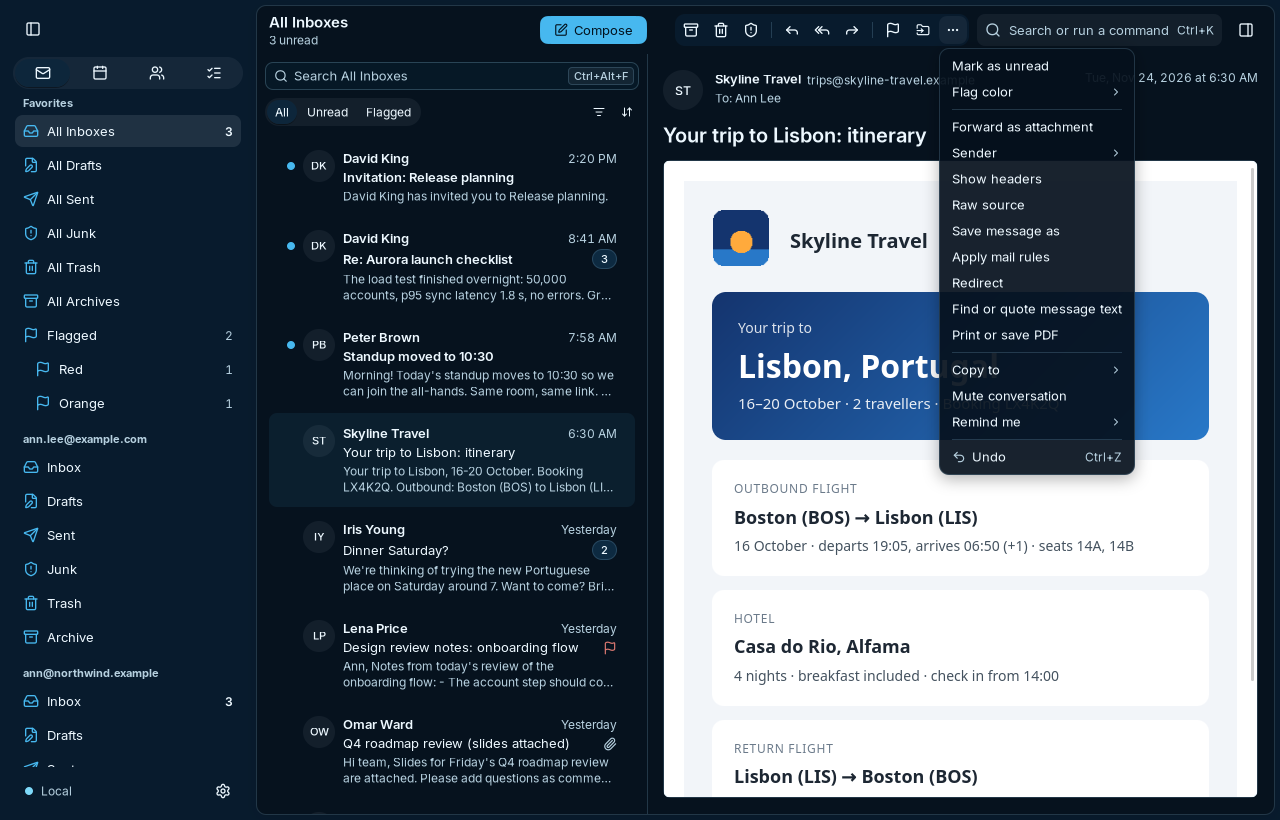 All Inboxes
3 unread
Compose
Search or run a command Ctrl+K
Favorites
All Inboxes 3
All Drafts
All Sent
All Junk
All Trash
All Archives
Flagged 2
Red 1
Orange 1
ann.lee@example.com
Inbox
Drafts
Sent
Junk
Trash
Archive
ann@northwind.example
Inbox 3
Drafts
Local
Search All Inboxes Ctrl+Alt+F
All Unread Flagged
DK
David King 2:20 PM
Invitation: Release planning
David King has invited you to Release planning.
DK
David King 8:41 AM
Re: Aurora launch checklist 3
The load test finished overnight: 50,000
accounts, p95 sync latency 1.8 s, no errors. Gr...
PB
Peter Brown 7:58 AM
Standup moved to 10:30
Morning! Today's standup moves to 10:30 so we
can join the all-hands. Same room, same link. ...
ST
Skyline Travel 6:30 AM
Your trip to Lisbon: itinerary
Your trip to Lisbon, 16-20 October. Booking
LX4K2Q. Outbound: Boston (BOS) to Lisbon (LI...
IY
Iris Young Yesterday
Dinner Saturday? 2
We're thinking of trying the new Portuguese
place on Saturday around 7. Want to come? Bri...
LP
Lena Price Yesterday
Design review notes: onboarding flow
Ann, Notes from today's review of the
onboarding flow: - The account step should co...
OW
Omar Ward Yesterday
Q4 roadmap review (slides attached)
Hi team, Slides for Friday's Q4 roadmap review
are attached. Please add questions as comme...
ST
Skyline Travel trips@skyline-travel.example
Tue, Nov 24, 2026 at 6:30 AM
To: Ann Lee
Your trip to Lisbon: itinerary
Skyline Travel
Your trip to
Lisbon, Portugal
16–20 October · 2 travellers · Booking LX4K2Q
OUTBOUND FLIGHT
Boston (BOS) → Lisbon (LIS)
16 October · departs 19:05, arrives 06:50 (+1) · seats 14A, 14B
HOTEL
Casa do Rio, Alfama
4 nights · breakfast included · check in from 14:00
RETURN FLIGHT
Lisbon (LIS) → Boston (BOS)
Mark as unread
Flag color
Forward as attachment
Sender
Show headers
Raw source
Save message as
Apply mail rules
Redirect
Find or quote message text
Print or save PDF
Copy to
Mute conversation
Remind me
Undo Ctrl+Z